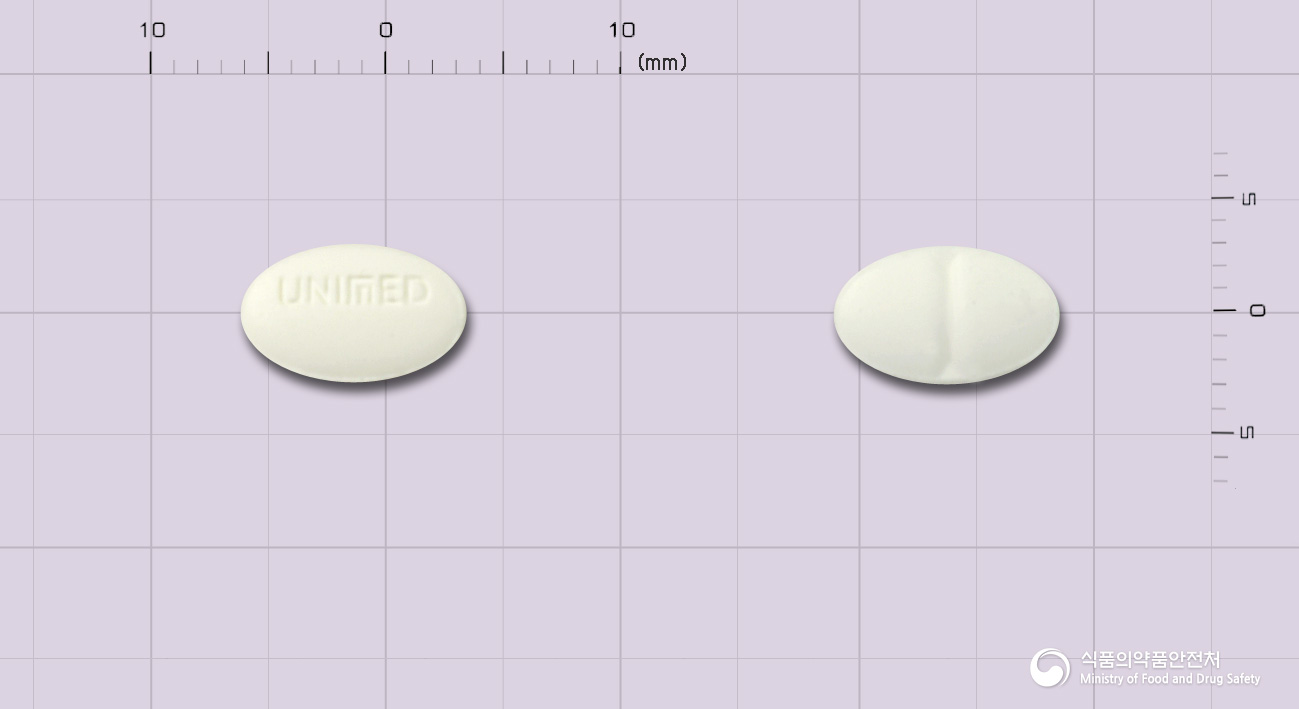 10 0 10
(mm)
UNIMED
5
0
5
식품의약품안전처
Ministry of Food and Drug Safety